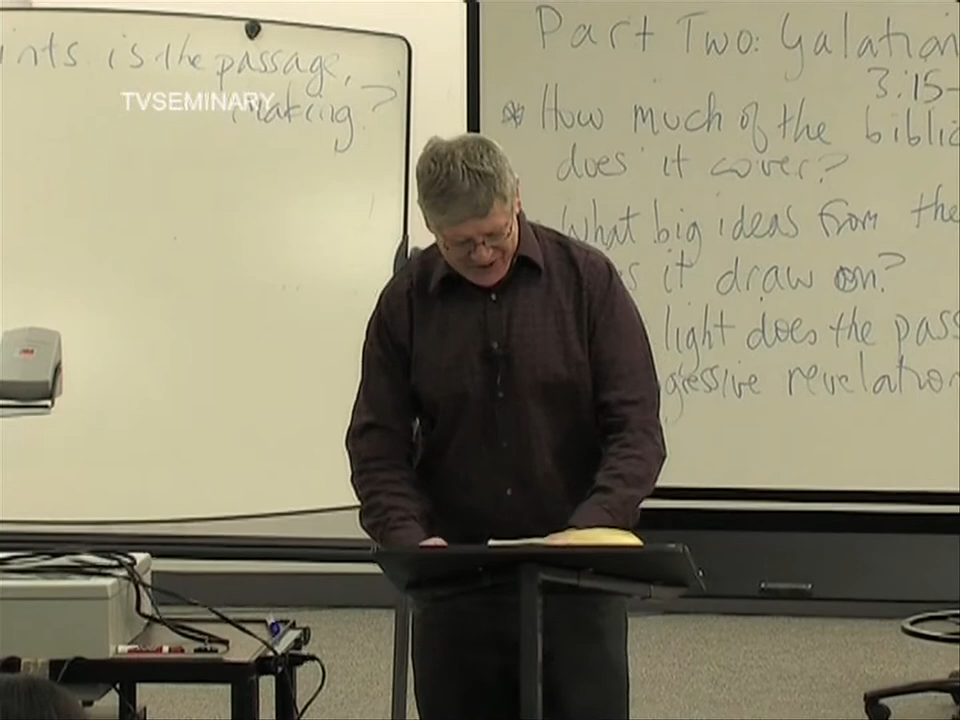 nts is the passage,
making?
TVSEMINARY
Part Two: Galation
3:15-
* How much of the biblic
does it cover?
What big ideas from the
s it draw on?
light does the pass
gressive revelation